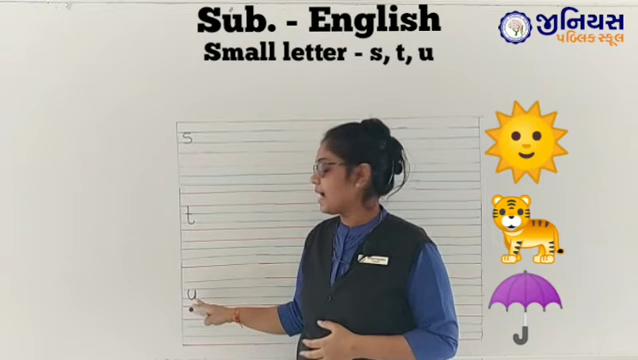 Sub. - English
Small letter - s, t, u
જીનિયસ
પબ્લિક સ્કૂલ
s
t
u